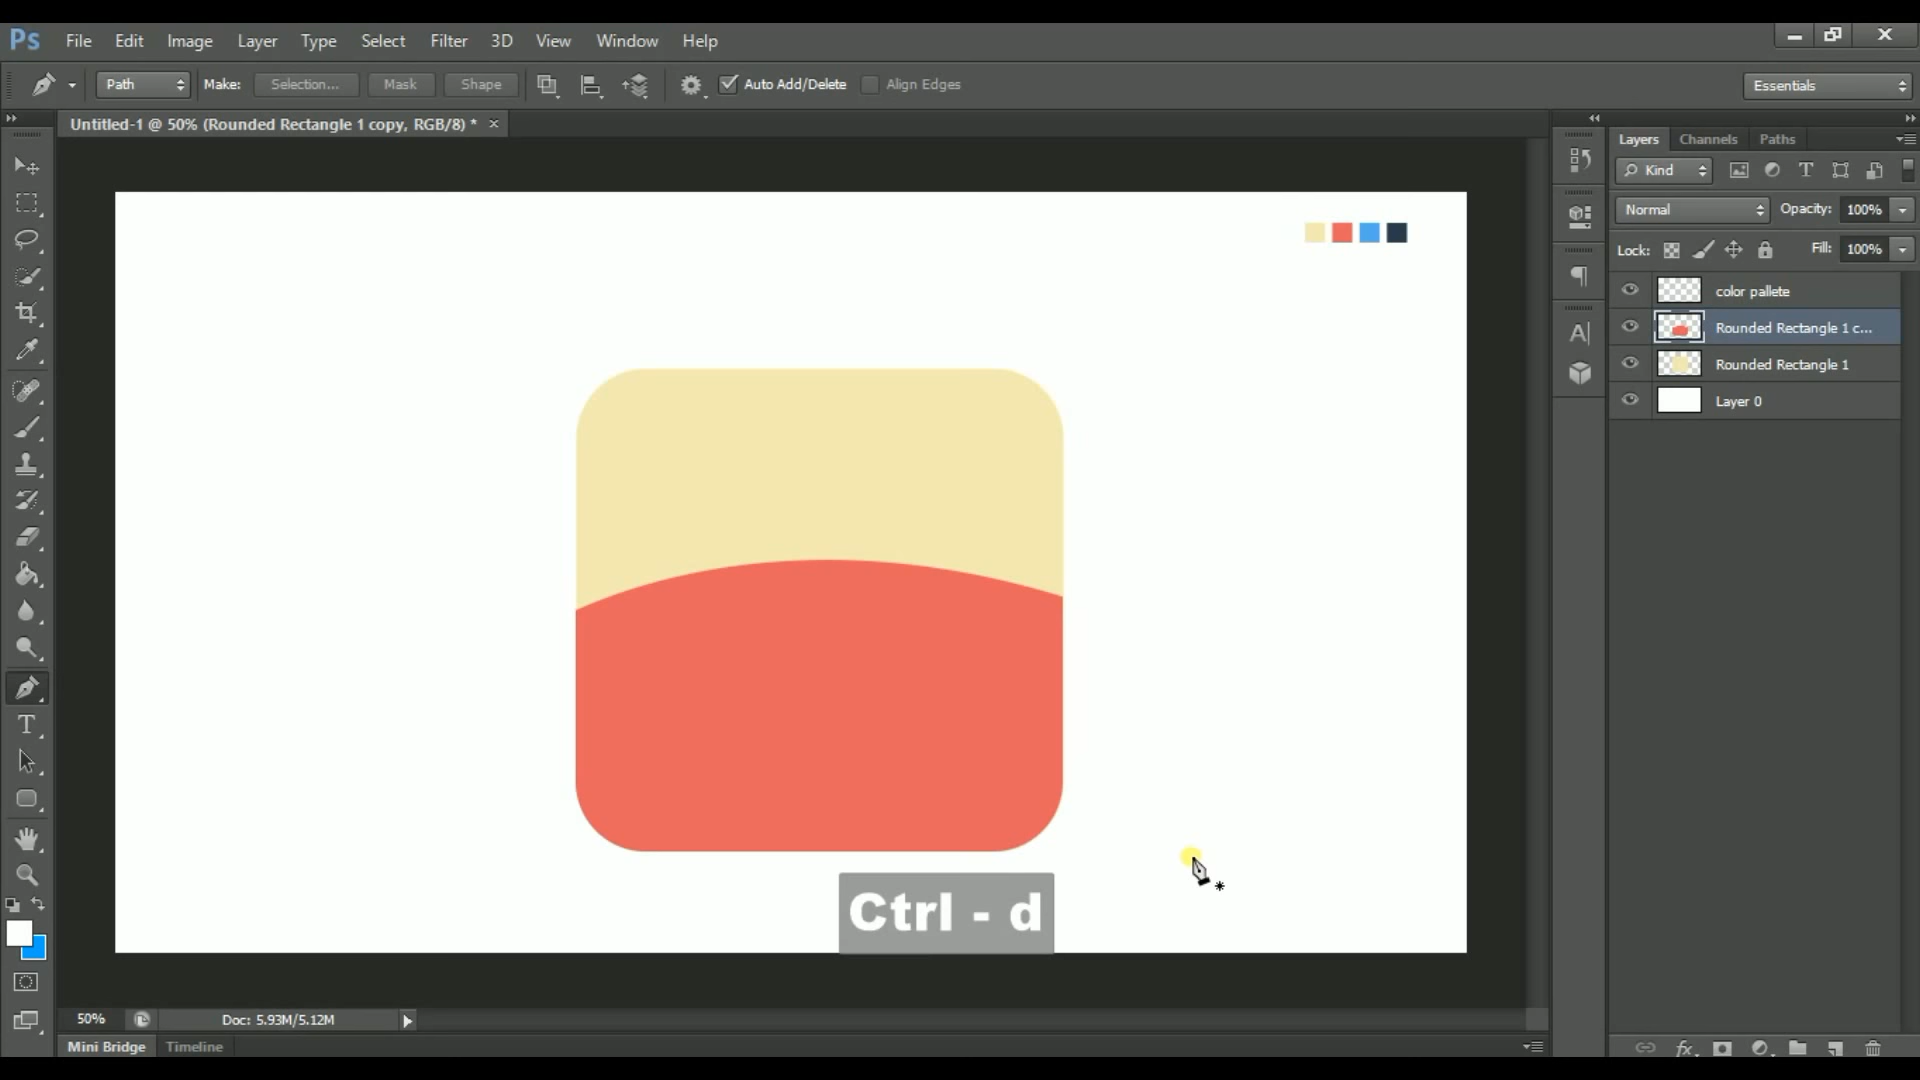 Ps File Edit Image Layer Type Select Filter 3D View Window Help
Path Make: Selection... Mask Shape Auto Add/Delete Align Edges Essentials
Untitled-1 @ 50% (Rounded Rectangle 1 copy, RGB/8) * ×
Layers Channels Paths
Kind
Normal Opacity: 100%
Lock: Fill: 100%
color pallete
Rounded Rectangle 1 c...
Rounded Rectangle 1
Layer 0
Ctrl - d
50% Doc: 5.93M/5.12M
Mini Bridge Timeline